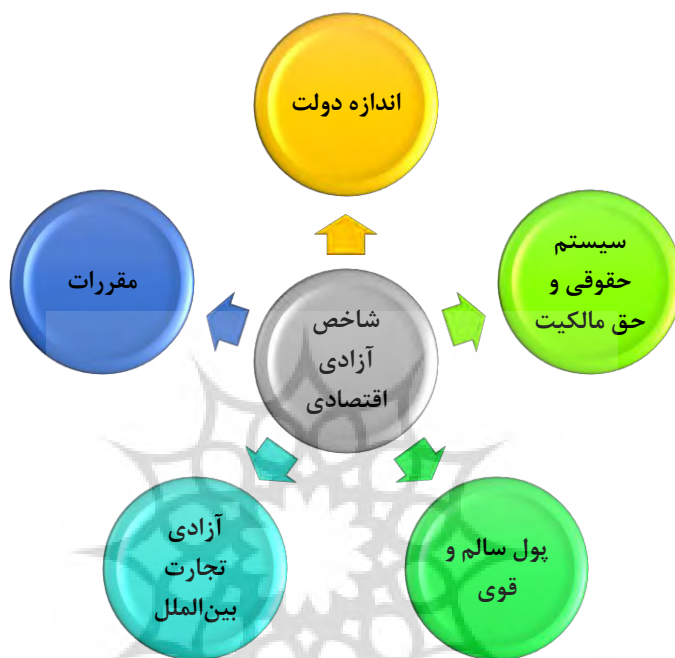 اندازه دولت
سیستم
حقوقی و
حق مالکیت
مقررات
شاخص
آزادی
اقتصادی
آزادی
تجارت
بین‌الملل
پول سالم و
قوی